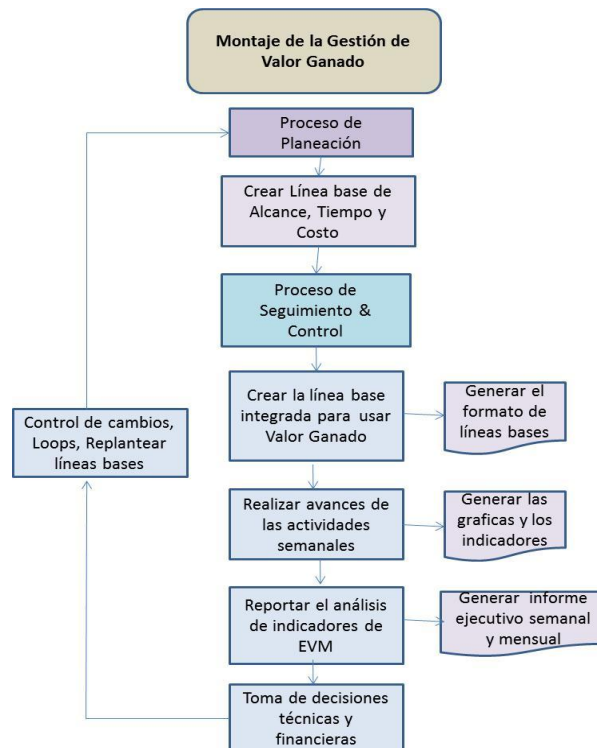 Montaje de la Gestión de
Valor Ganado
Proceso de
Planeación
Crear Línea base de
Alcance, Tiempo y
Costo
Proceso de
Seguimiento &
Control
Crear la línea base
integrada para usar
Valor Ganado
Generar el
formato de
líneas bases
Control de cambios,
Loops, Replantear
líneas bases
Realizar avances de
las actividades
semanales
Generar las
graficas y los
indicadores
Reportar el análisis
de indicadores de
EVM
Generar informe
ejecutivo semanal
y mensual
Toma de decisiones
técnicas y
financieras